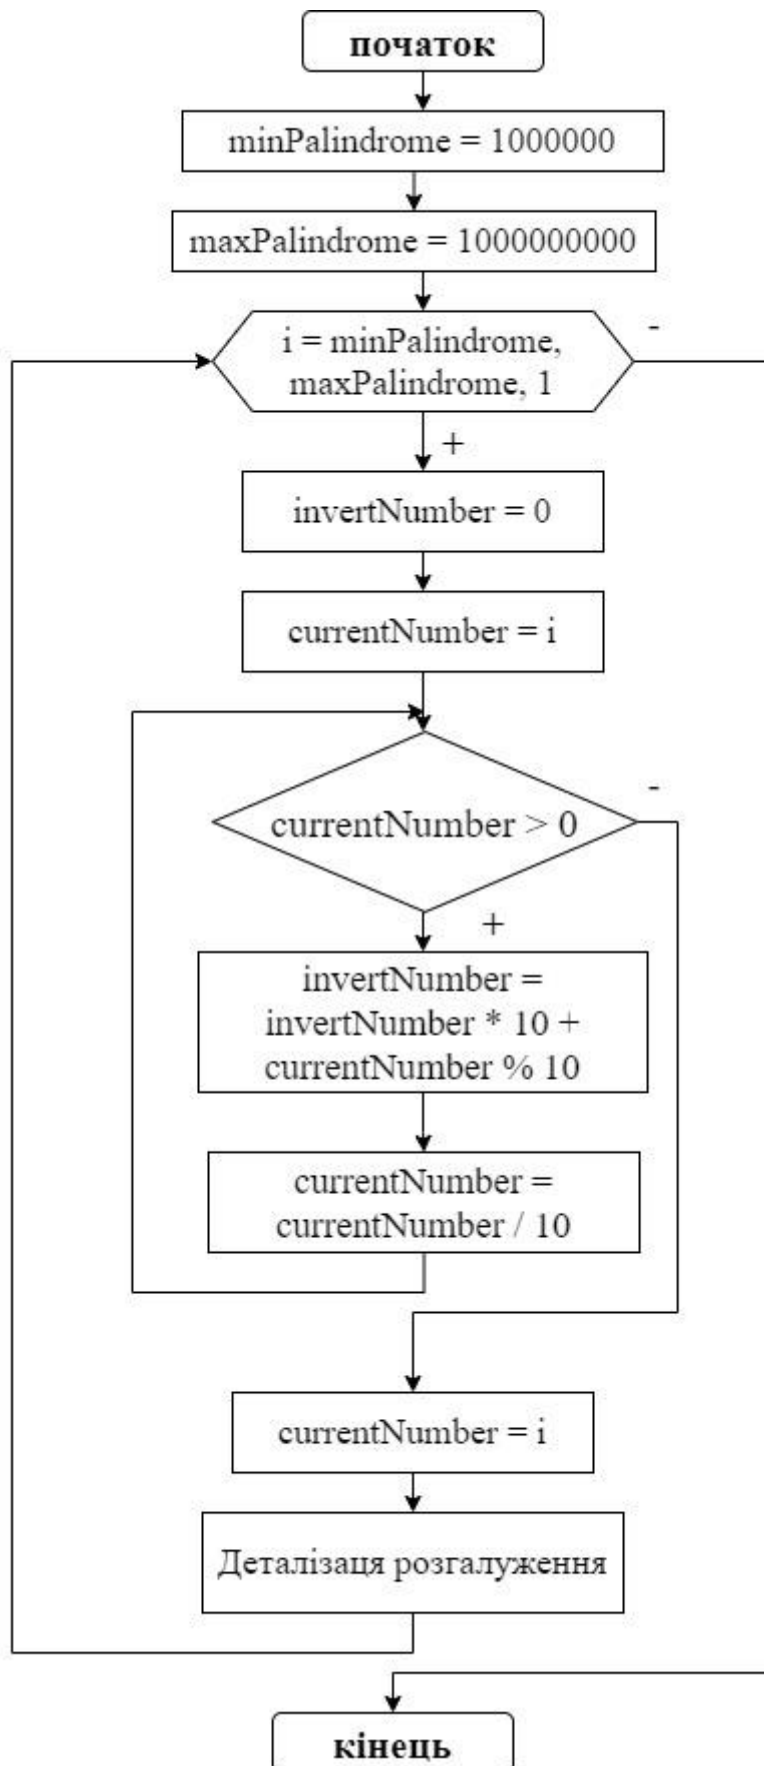 початок
minPalindrome = 1000000
maxPalindrome = 1000000000
-
i = minPalindrome,
maxPalindrome, 1
+
invertNumber = 0
currentNumber = i
-
currentNumber > 0
+
invertNumber =
invertNumber * 10 +
currentNumber % 10
currentNumber =
currentNumber / 10
currentNumber = i
Деталізаця розгалуження
кінець